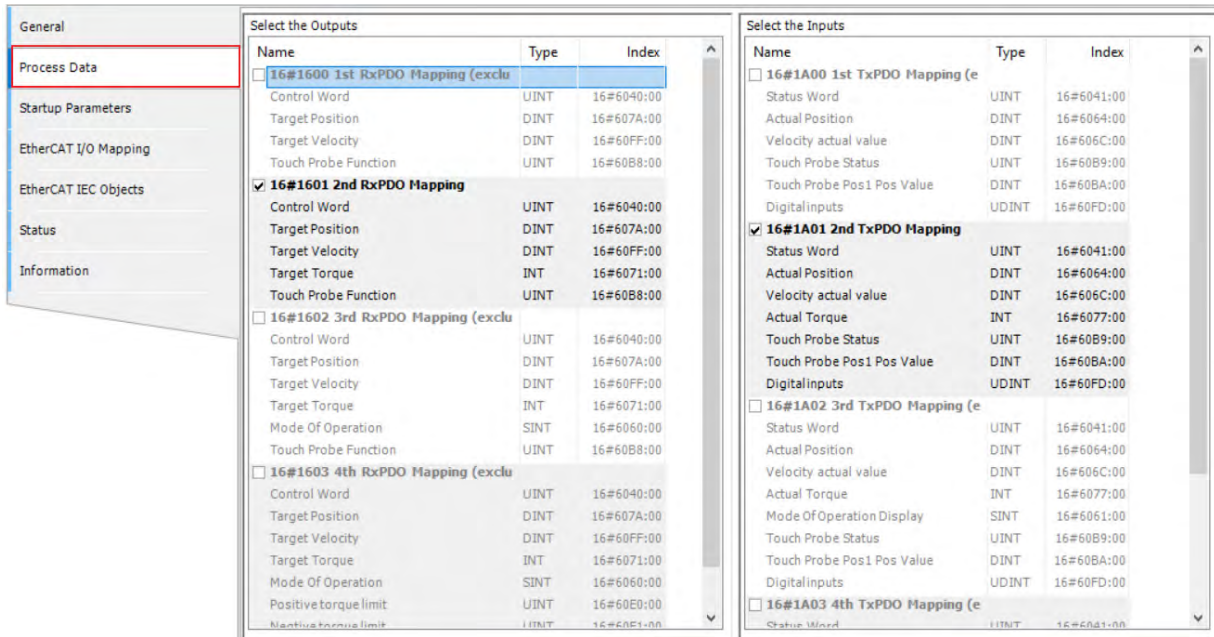 General
Process Data
Startup Parameters
EtherCAT I/O Mapping
EtherCAT IEC Objects
Status
Information
Select the Outputs
Name Type Index
16#1600 1st RxPDO Mapping (exclu
Control Word UINT 16#6040:00
Target Position DINT 16#607A:00
Target Velocity DINT 16#60FF:00
Touch Probe Function UINT 16#60B8:00
16#1601 2nd RxPDO Mapping
Control Word UINT 16#6040:00
Target Position DINT 16#607A:00
Target Velocity DINT 16#60FF:00
Target Torque INT 16#6071:00
Touch Probe Function UINT 16#60B8:00
16#1602 3rd RxPDO Mapping (exclu
Control Word UINT 16#6040:00
Target Position DINT 16#607A:00
Target Velocity DINT 16#60FF:00
Target Torque INT 16#6071:00
Mode Of Operation SINT 16#6060:00
Touch Probe Function UINT 16#60B8:00
16#1603 4th RxPDO Mapping (exclu
Control Word UINT 16#6040:00
Target Position DINT 16#607A:00
Target Velocity DINT 16#60FF:00
Target Torque INT 16#6071:00
Mode Of Operation SINT 16#6060:00
Positive torque limit UINT 16#60E0:00
Negtive torque limit UINT 16#60E1:00
Select the Inputs
Name Type Index
16#1A00 1st TxPDO Mapping (e
Status Word UINT 16#6041:00
Actual Position DINT 16#6064:00
Velocity actual value DINT 16#606C:00
Touch Probe Status UINT 16#60B9:00
Touch Probe Pos1 Pos Value DINT 16#60BA:00
Digitalinputs UDINT 16#60FD:00
16#1A01 2nd TxPDO Mapping
Status Word UINT 16#6041:00
Actual Position DINT 16#6064:00
Velocity actual value DINT 16#606C:00
Actual Torque INT 16#6077:00
Touch Probe Status UINT 16#60B9:00
Touch Probe Pos1 Pos Value DINT 16#60BA:00
Digitalinputs UDINT 16#60FD:00
16#1A02 3rd TxPDO Mapping (e
Status Word UINT 16#6041:00
Actual Position DINT 16#6064:00
Velocity actual value DINT 16#606C:00
Actual Torque INT 16#6077:00
Mode Of Operation Display SINT 16#6061:00
Touch Probe Status UINT 16#60B9:00
Touch Probe Pos1 Pos Value DINT 16#60BA:00
Digitalinputs UDINT 16#60FD:00
16#1A03 4th TxPDO Mapping (e
Status Word UINT 16#6041:00